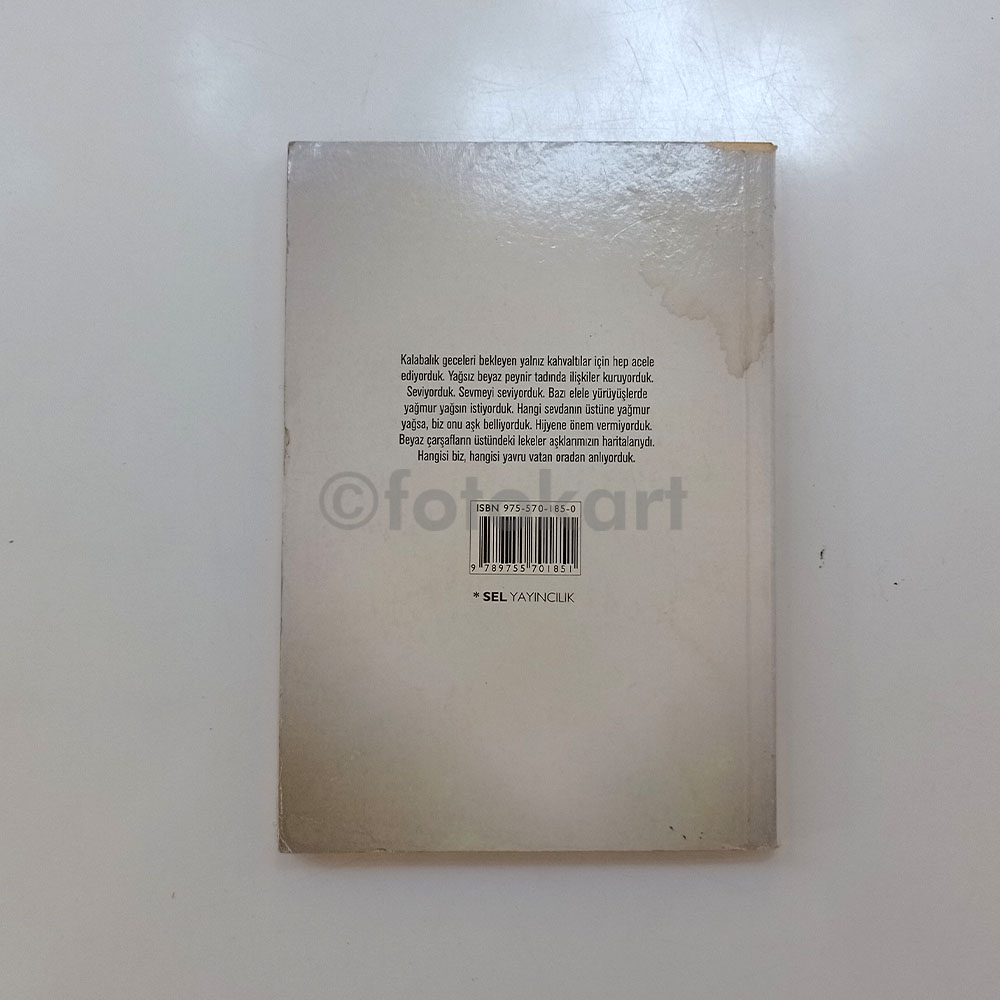 Kalabalık geceleri bekleyen yalnız kahvaltılar için hep acele
ediyorduk. Yağsız beyaz peynir tadında ilişkiler kuruyorduk.
Seviyorduk. Sevmeyi seviyorduk. Bazı elele yürüyüşlerde
yağmur yağsın istiyorduk. Hangi sevdanın üstüne yağmur
yağsa, biz onu aşk belliyorduk. Hijyene önem vermiyorduk.
Beyaz çarşafların üstündeki lekeler aşklarımızın haritalarıydı.
Hangisi biz, hangisi yavru vatan oradan anlıyorduk.
©fotokart
ISBN 975-570-185-0
9 789755 701851
* SEL YAYINCILIK